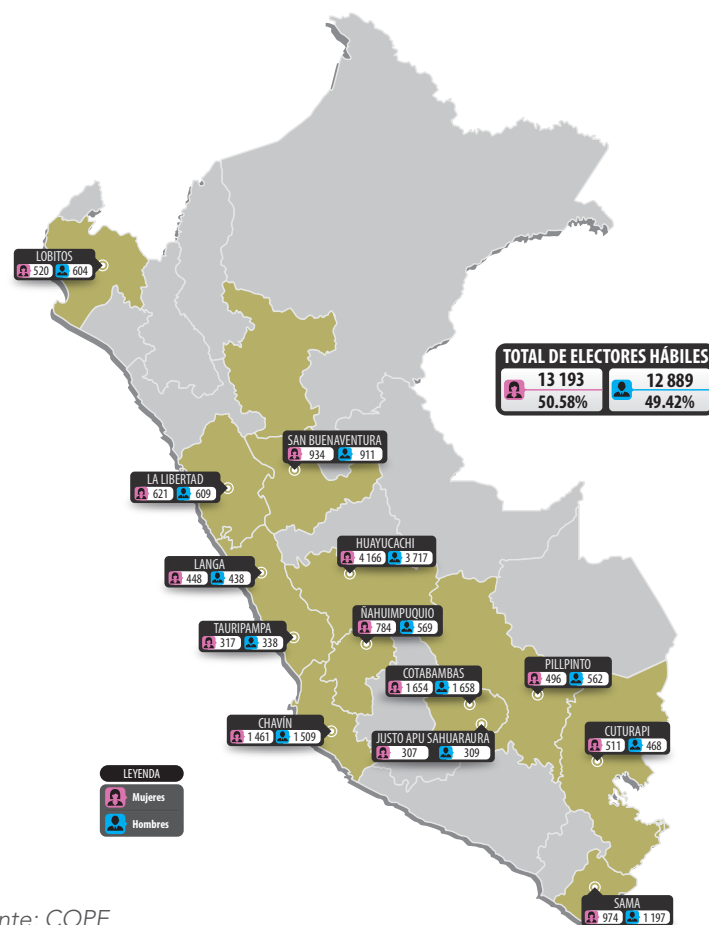 LOBITOS
520 604
TOTAL DE ELECTORES HÁBILES
13 193 12 889
50.58% 49.42%
SAN BUENAVENTURA
934 911
LA LIBERTAD
621 609
HUAYUCACHI
4 166 3 717
LANGA
448 438
ÑAHUIMPUQUIO
784 569
TAURIPAMPA
317 338
PILLPINTO
496 562
COTABAMBAS
1 654 1 658
CHAVÍN
1 461 1 509
JUSTO APU SAHUARAURA
307 309
CUTURAPI
511 468
LEYENDA
Mujeres
Hombres
SAMA
974 1 197
nte: COPE